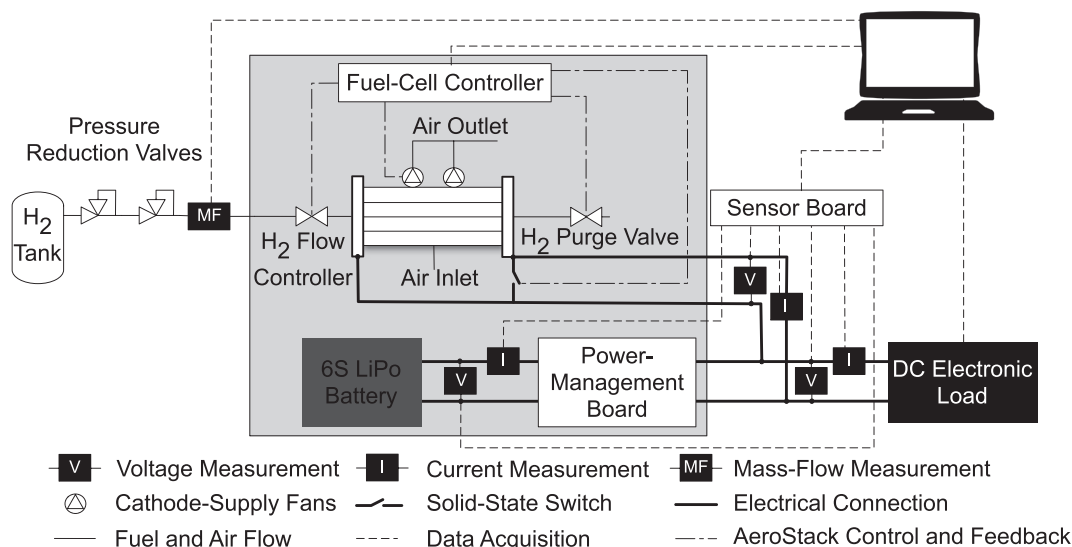 Fuel-Cell Controller
Air Outlet
Pressure
Reduction Valves
MF
H2
Tank
H2 Flow
Controller
Air Inlet
H2 Purge Valve
Sensor Board
V
I
6S LiPo
Battery
V
I
Power-
Management
Board
V
I
DC Electronic
Load
V Voltage Measurement
I Current Measurement
MF Mass-Flow Measurement
Cathode-Supply Fans
Solid-State Switch
Electrical Connection
Fuel and Air Flow
Data Acquisition
AeroStack Control and Feedback